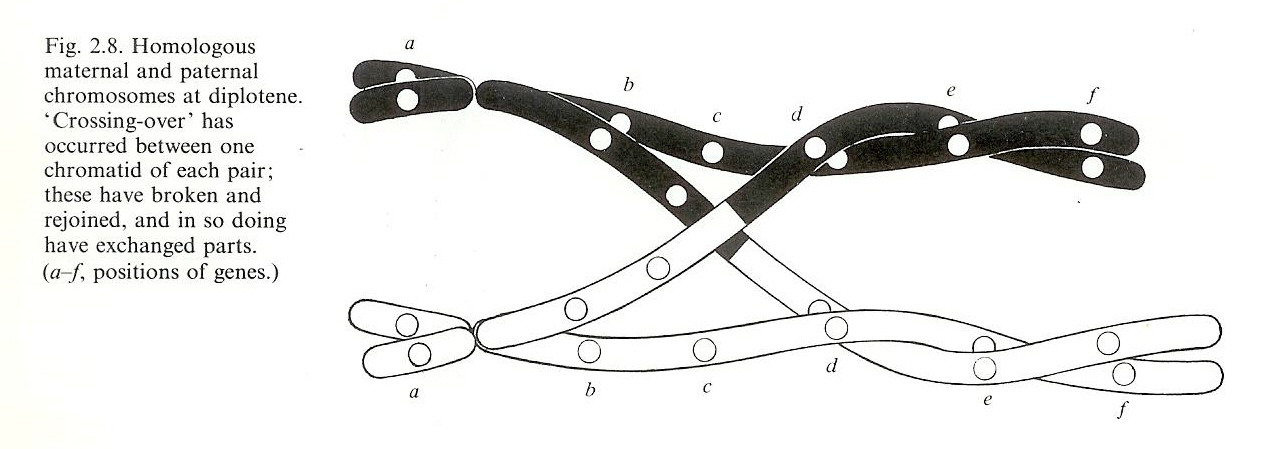 Fig. 2.8. Homologous
maternal and paternal
chromosomes at diplotene.
‘Crossing-over’ has
occurred between one
chromatid of each pair;
these have broken and
rejoined, and in so doing
have exchanged parts.
(a–f, positions of genes.)
a
b
c
d
e
f
a
b
c
d
e
f